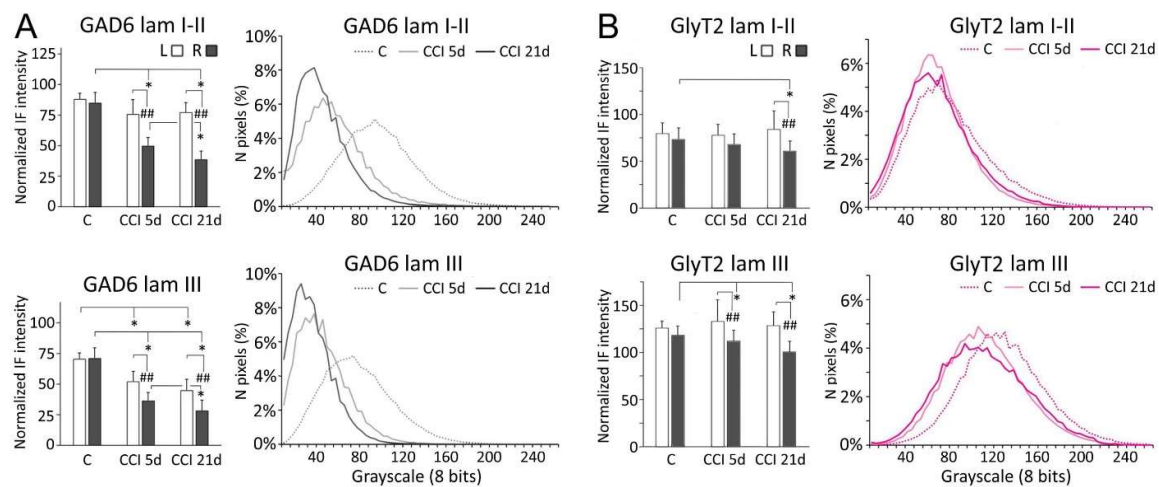 A
GAD6 lam I-II
L R
Normalized IF intensity
125
100
75
50
25
0
* *
* *
## ##
*
C CCI 5d CCI 21d
GAD6 lam I-II
C CCI 5d CCI 21d
N pixels (%)
10%
8%
6%
4%
2%
0%
40 80 120 160 200 240
B
GlyT2 lam I-II
L R
Normalized IF intensity
150
100
75
50
0
*
##
C CCI 5d CCI 21d
GlyT2 lam I-II
C CCI 5d CCI 21d
N pixels (%)
6%
4%
2%
0%
40 80 120 160 200 240
GAD6 lam III
Normalized IF intensity
100
75
50
25
0
* *
* *
* *
## ##
*
C CCI 5d CCI 21d
GAD6 lam III
C CCI 5d CCI 21d
N pixels (%)
10%
8%
6%
4%
2%
0%
40 80 120 160 200 240
Grayscale (8 bits)
GlyT2 lam III
Normalized IF intensity
150
100
50
0
* *
## ##
C CCI 5d CCI 21d
GlyT2 lam III
C CCI 5d CCI 21d
N pixels (%)
6%
4%
2%
0%
40 80 120 160 200 240
Grayscale (8 bits)